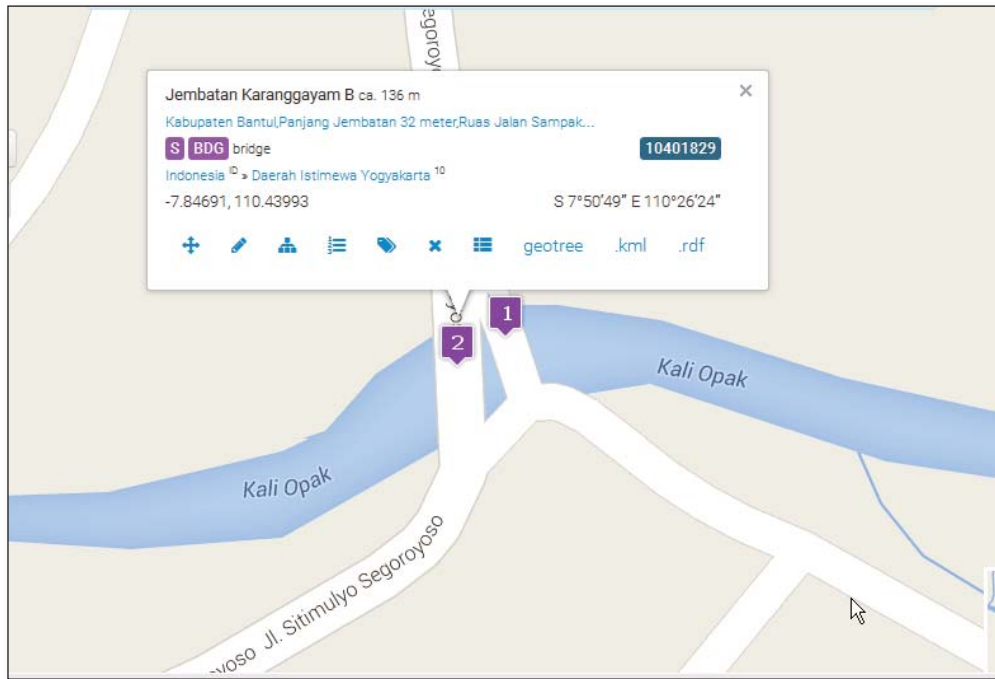 egoroy
Jembatan Karanggayam B ca. 136 m
×
Kabupaten Bantul,Panjang Jembatan 32 meter,Ruas Jalan Sampak...
S BDG bridge
10401829
Indonesia ID » Daerah Istimewa Yogyakarta 10
-7.84691, 110.43993
S 7°50'49" E 110°26'24"
geotree .kml .rdf
1
2
Kali Opak
Kali Opak
Jl. Sitimulyo Segoroyoso
oyoso